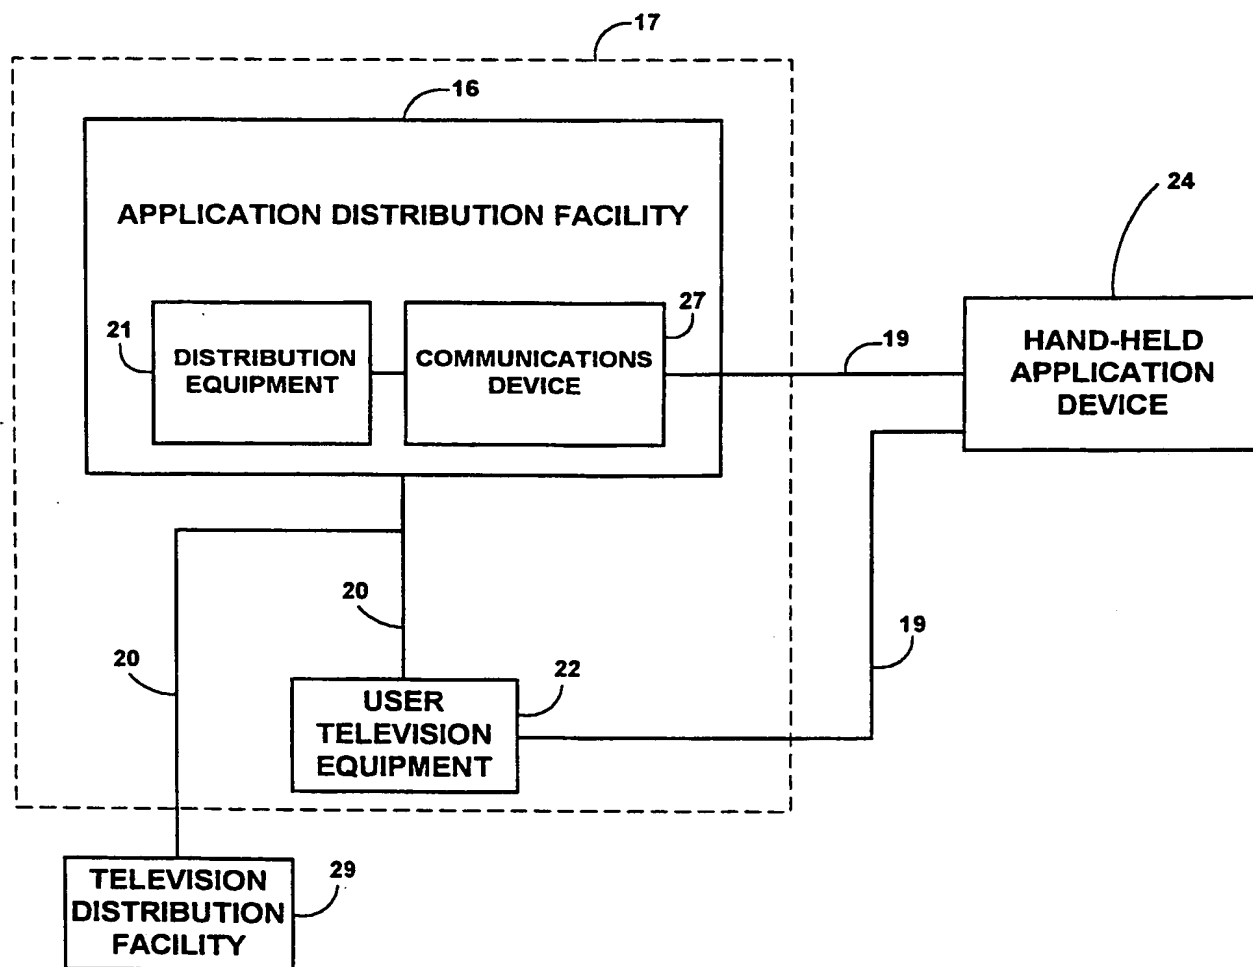 17
16
APPLICATION DISTRIBUTION FACILITY
24
21
DISTRIBUTION
EQUIPMENT
27
COMMUNICATIONS
DEVICE
19
HAND-HELD
APPLICATION
DEVICE
20
20
19
22
USER
TELEVISION
EQUIPMENT
29
TELEVISION
DISTRIBUTION
FACILITY